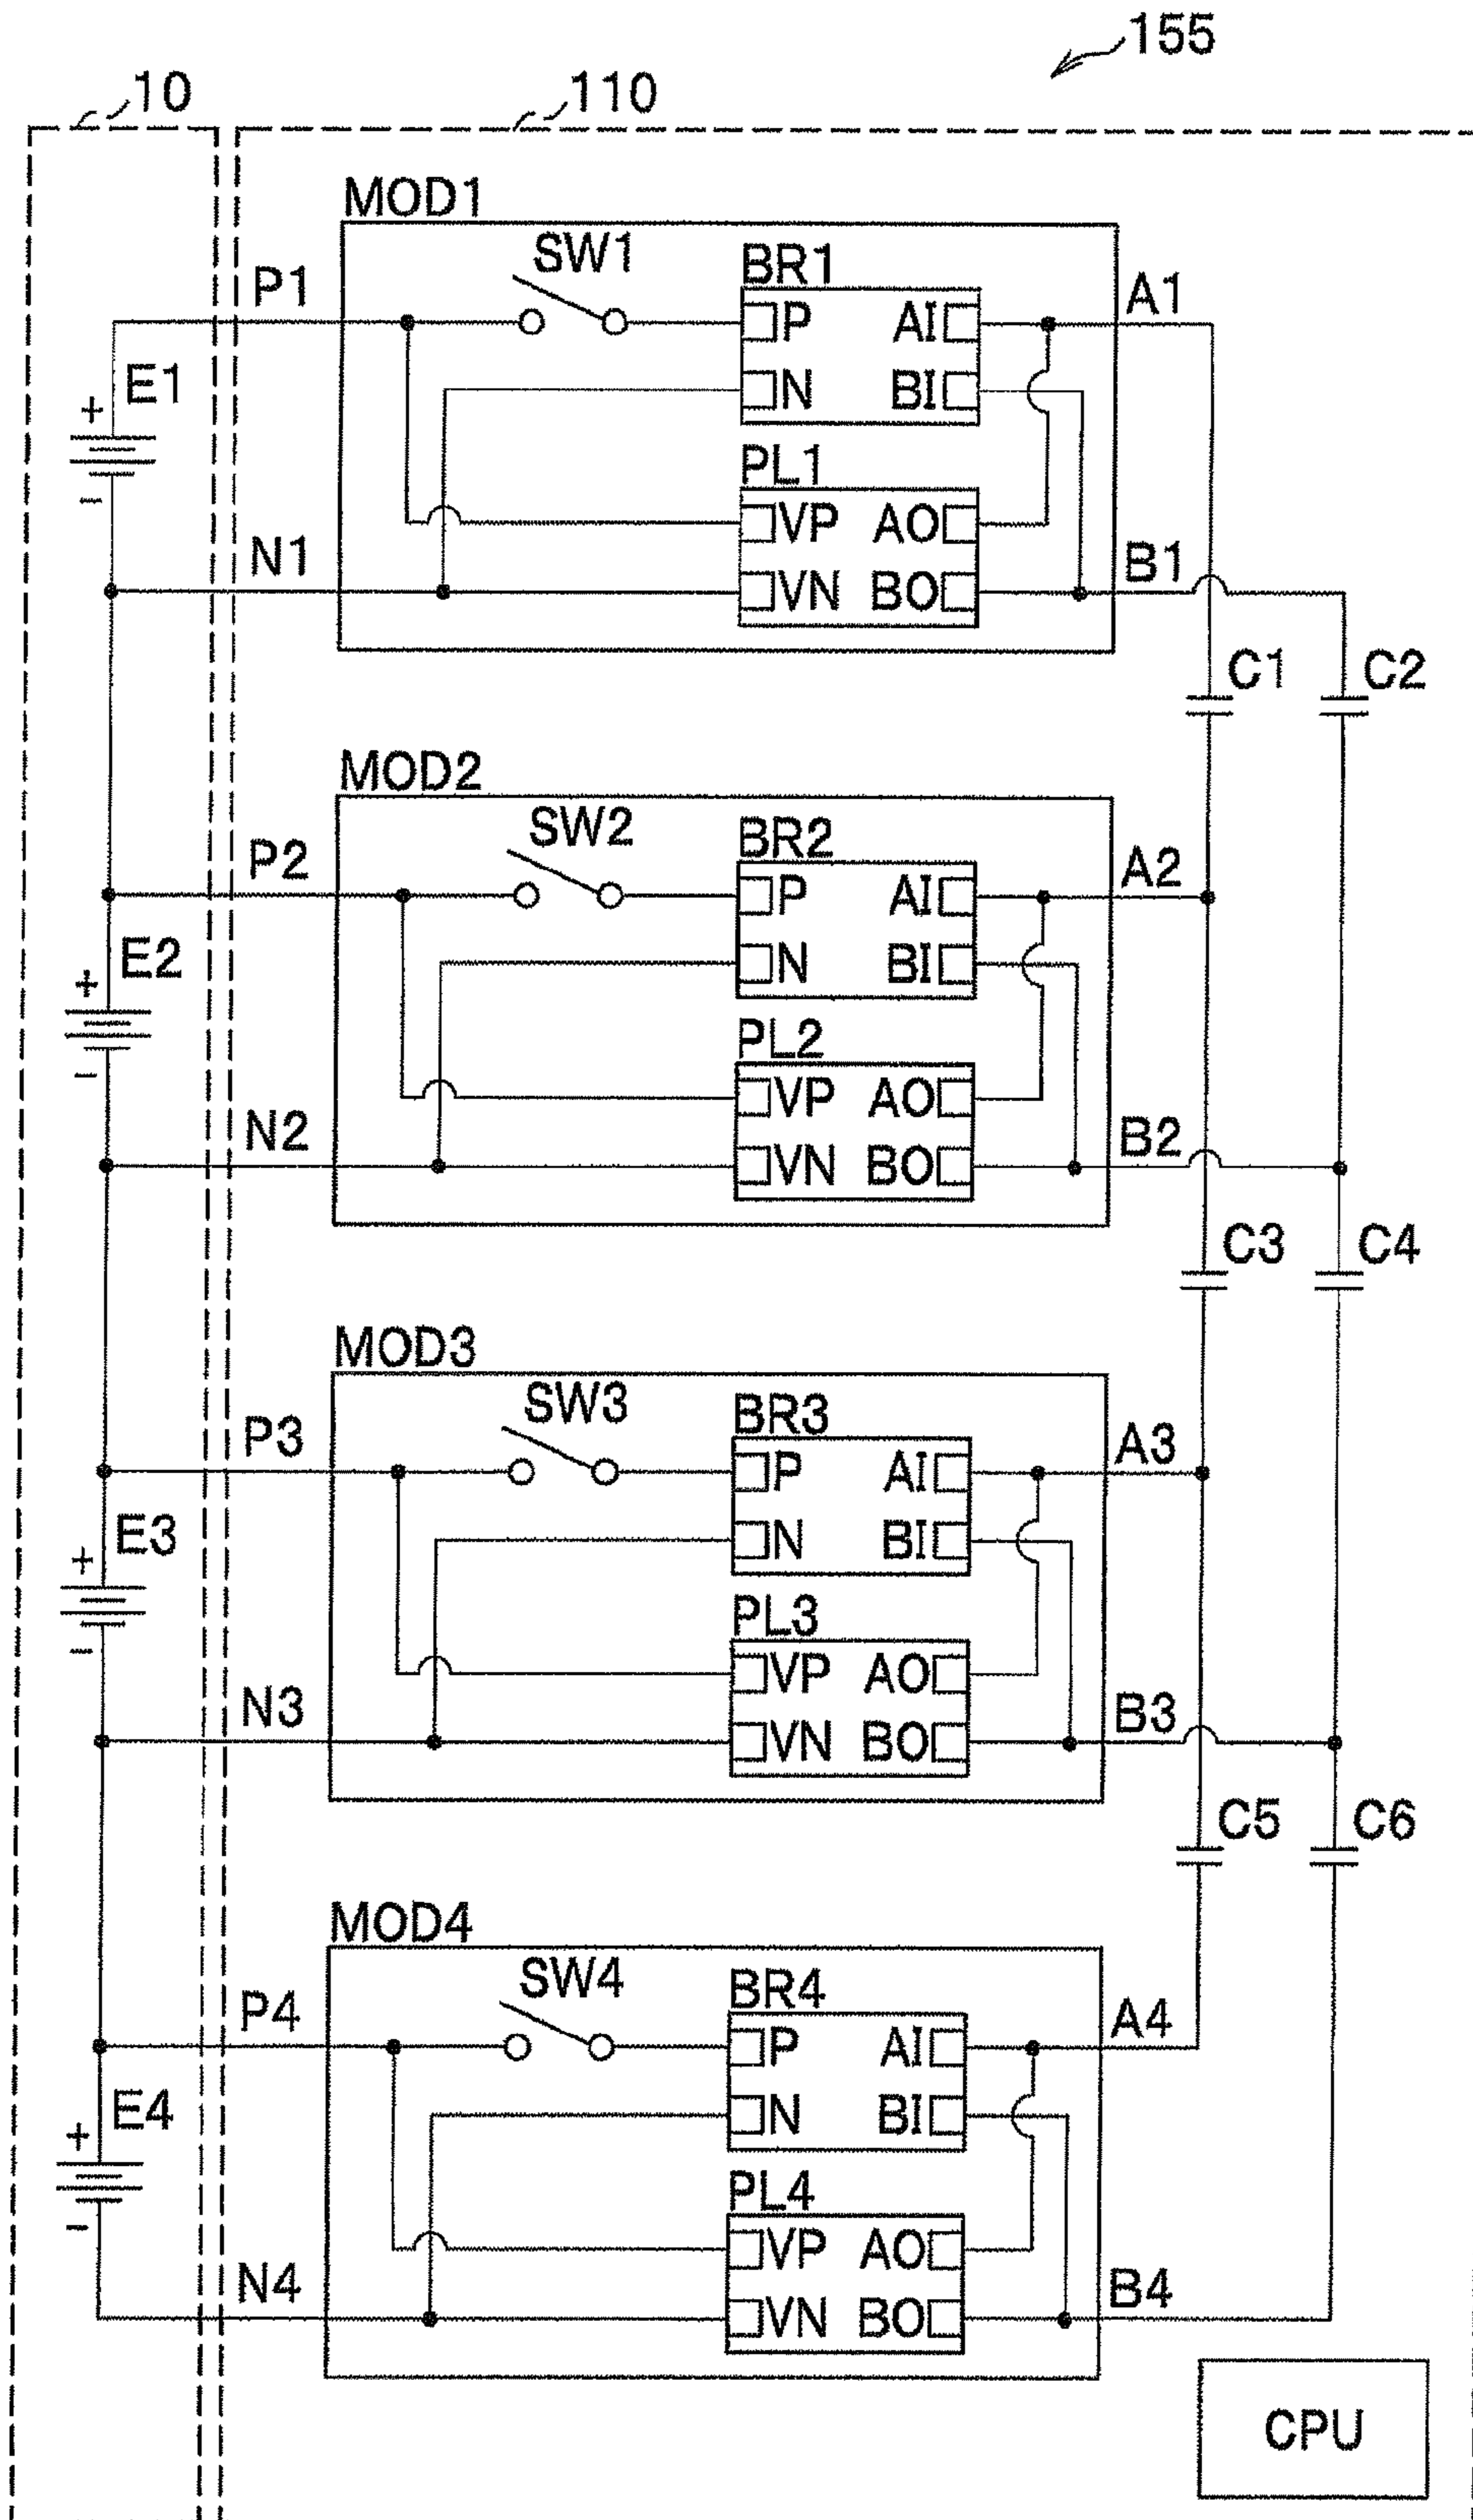 155
10
110
MOD1
SW1
BR1
P1
P
AI
A1
E1
+
N
BI
PL1
−
VP
AO
N1
VN
BO
B1
C1
C2
MOD2
SW2
BR2
P2
P
AI
A2
E2
+
N
BI
PL2
−
VP
AO
N2
VN
BO
B2
C3
C4
MOD3
SW3
BR3
P3
P
AI
A3
E3
+
N
BI
PL3
−
VP
AO
N3
VN
BO
B3
C5
C6
MOD4
SW4
BR4
P4
P
AI
A4
E4
+
N
BI
PL4
−
VP
AO
N4
VN
BO
B4
CPU